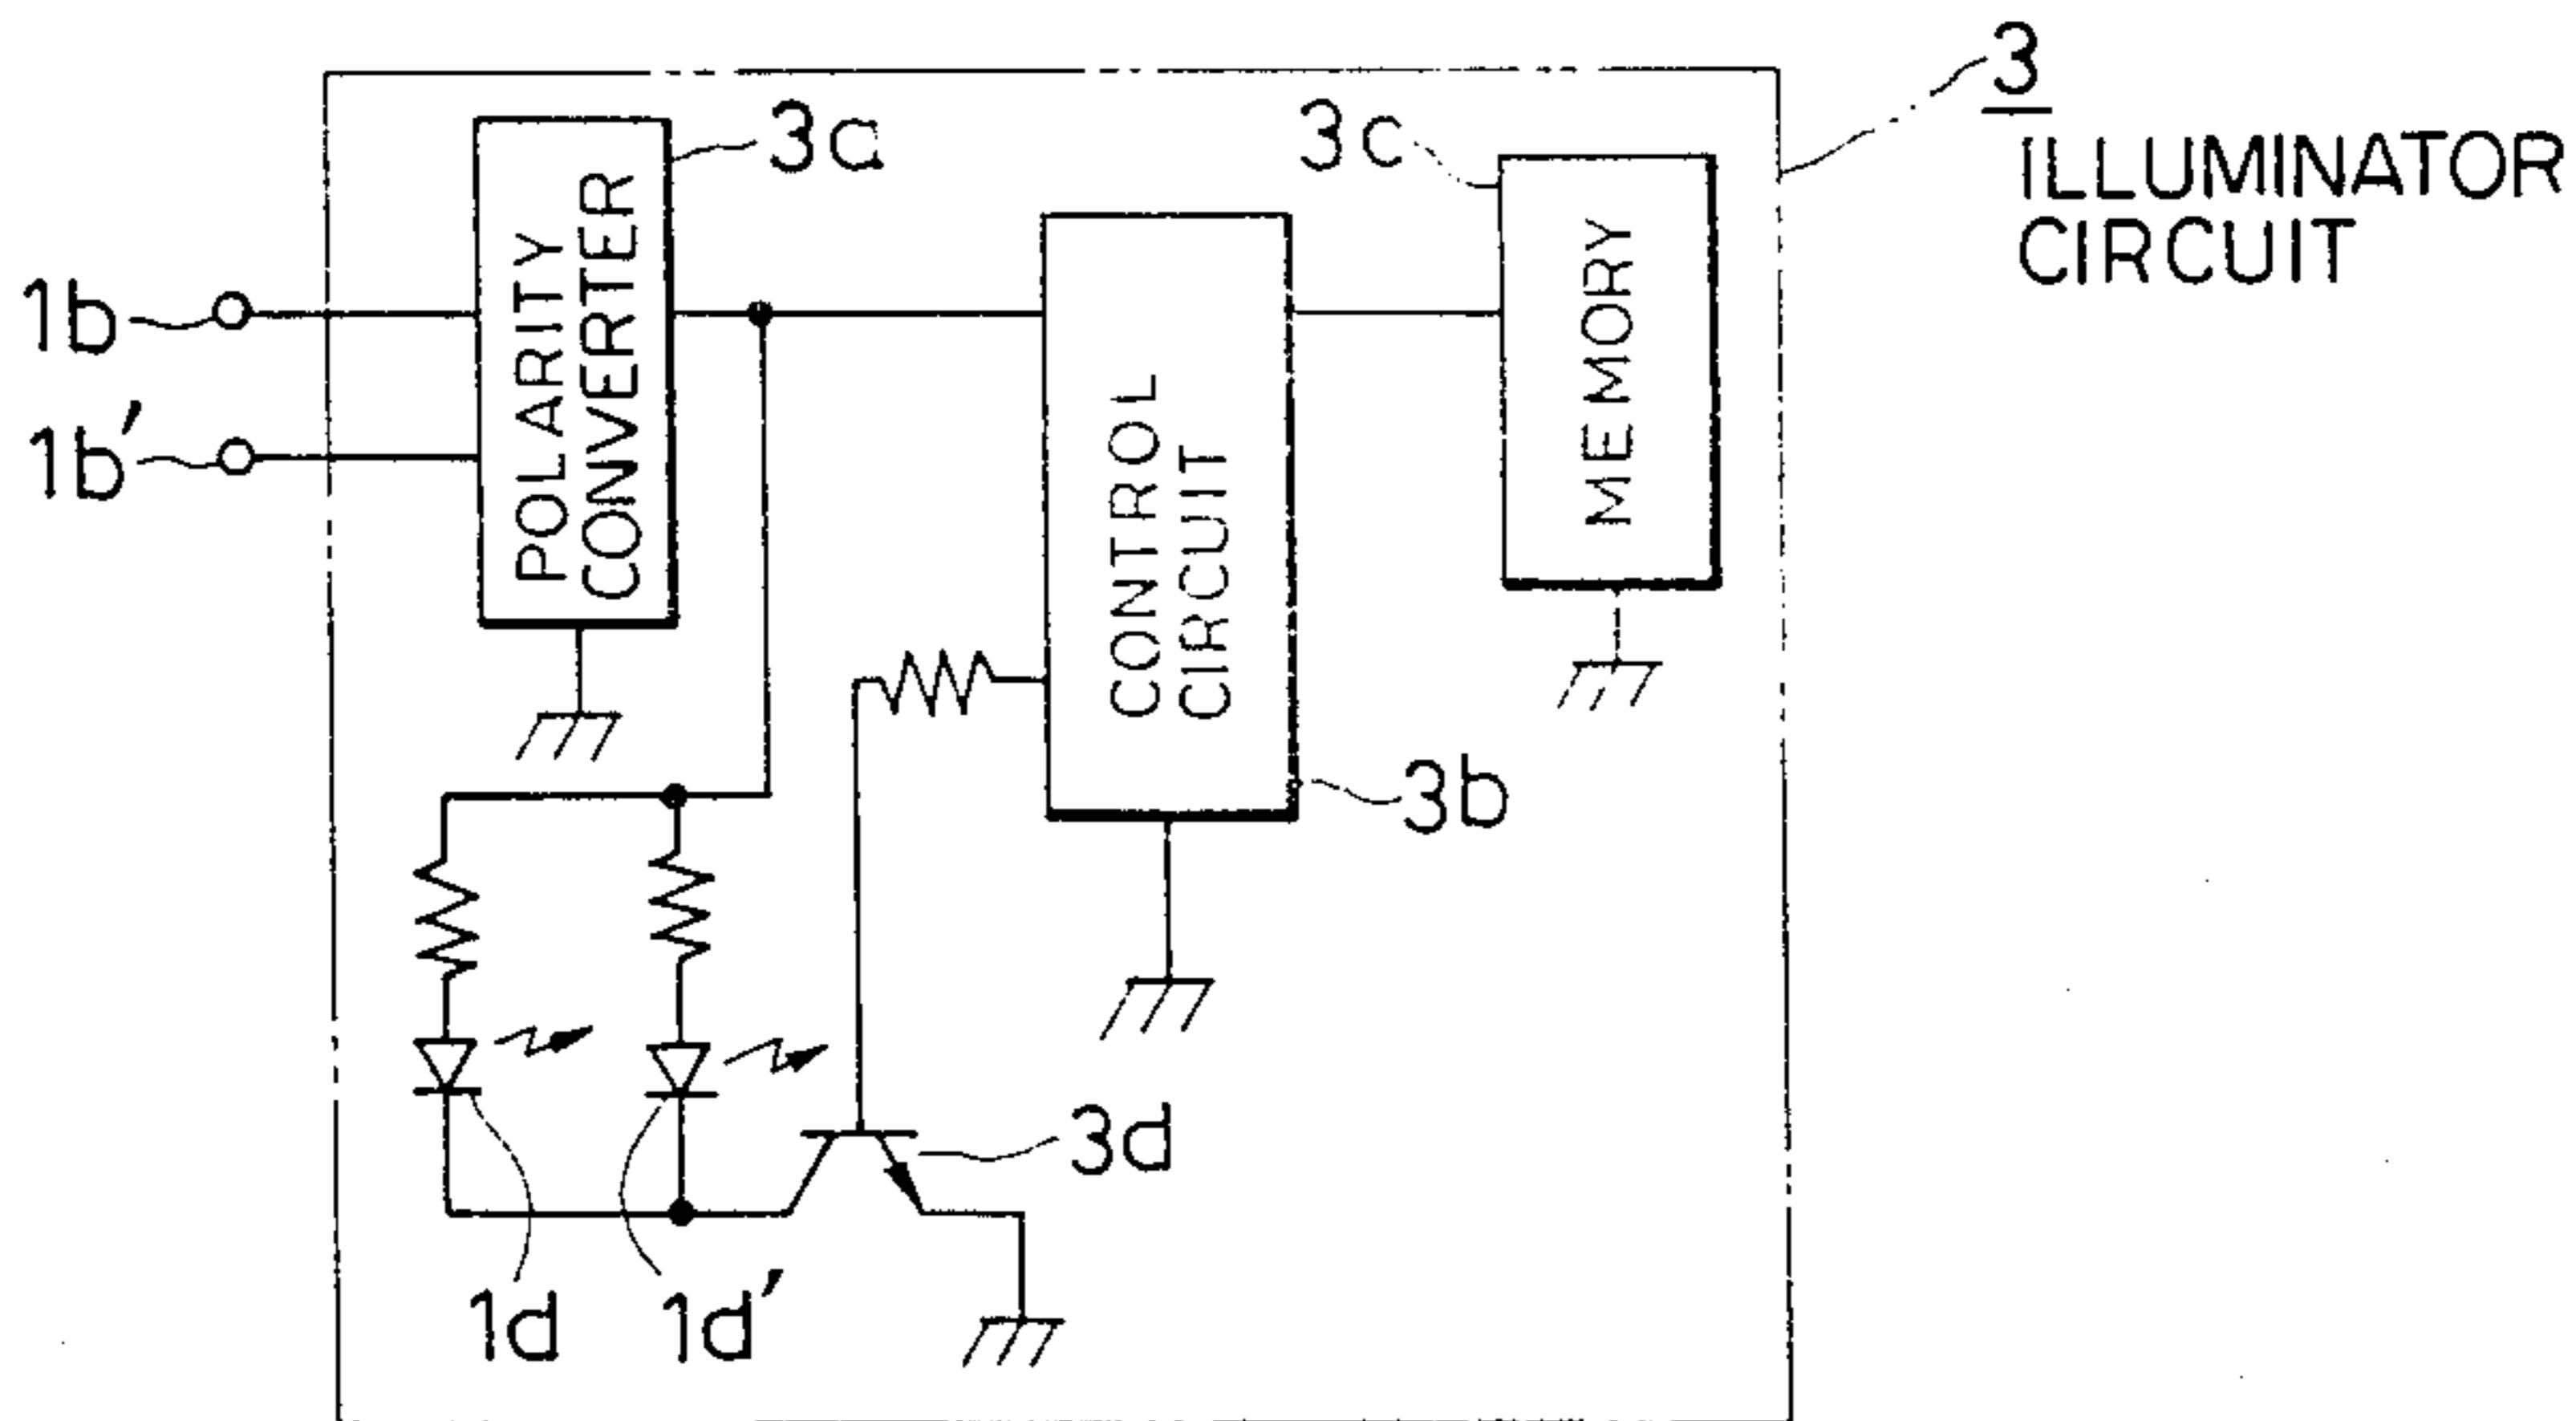 3
ILLUMINATOR
CIRCUIT
3a
3c
1b
1b'
POLARITY
CONVERTER
CONTROL
CIRCUIT
MEMORY
3b
3d
1d
1d'